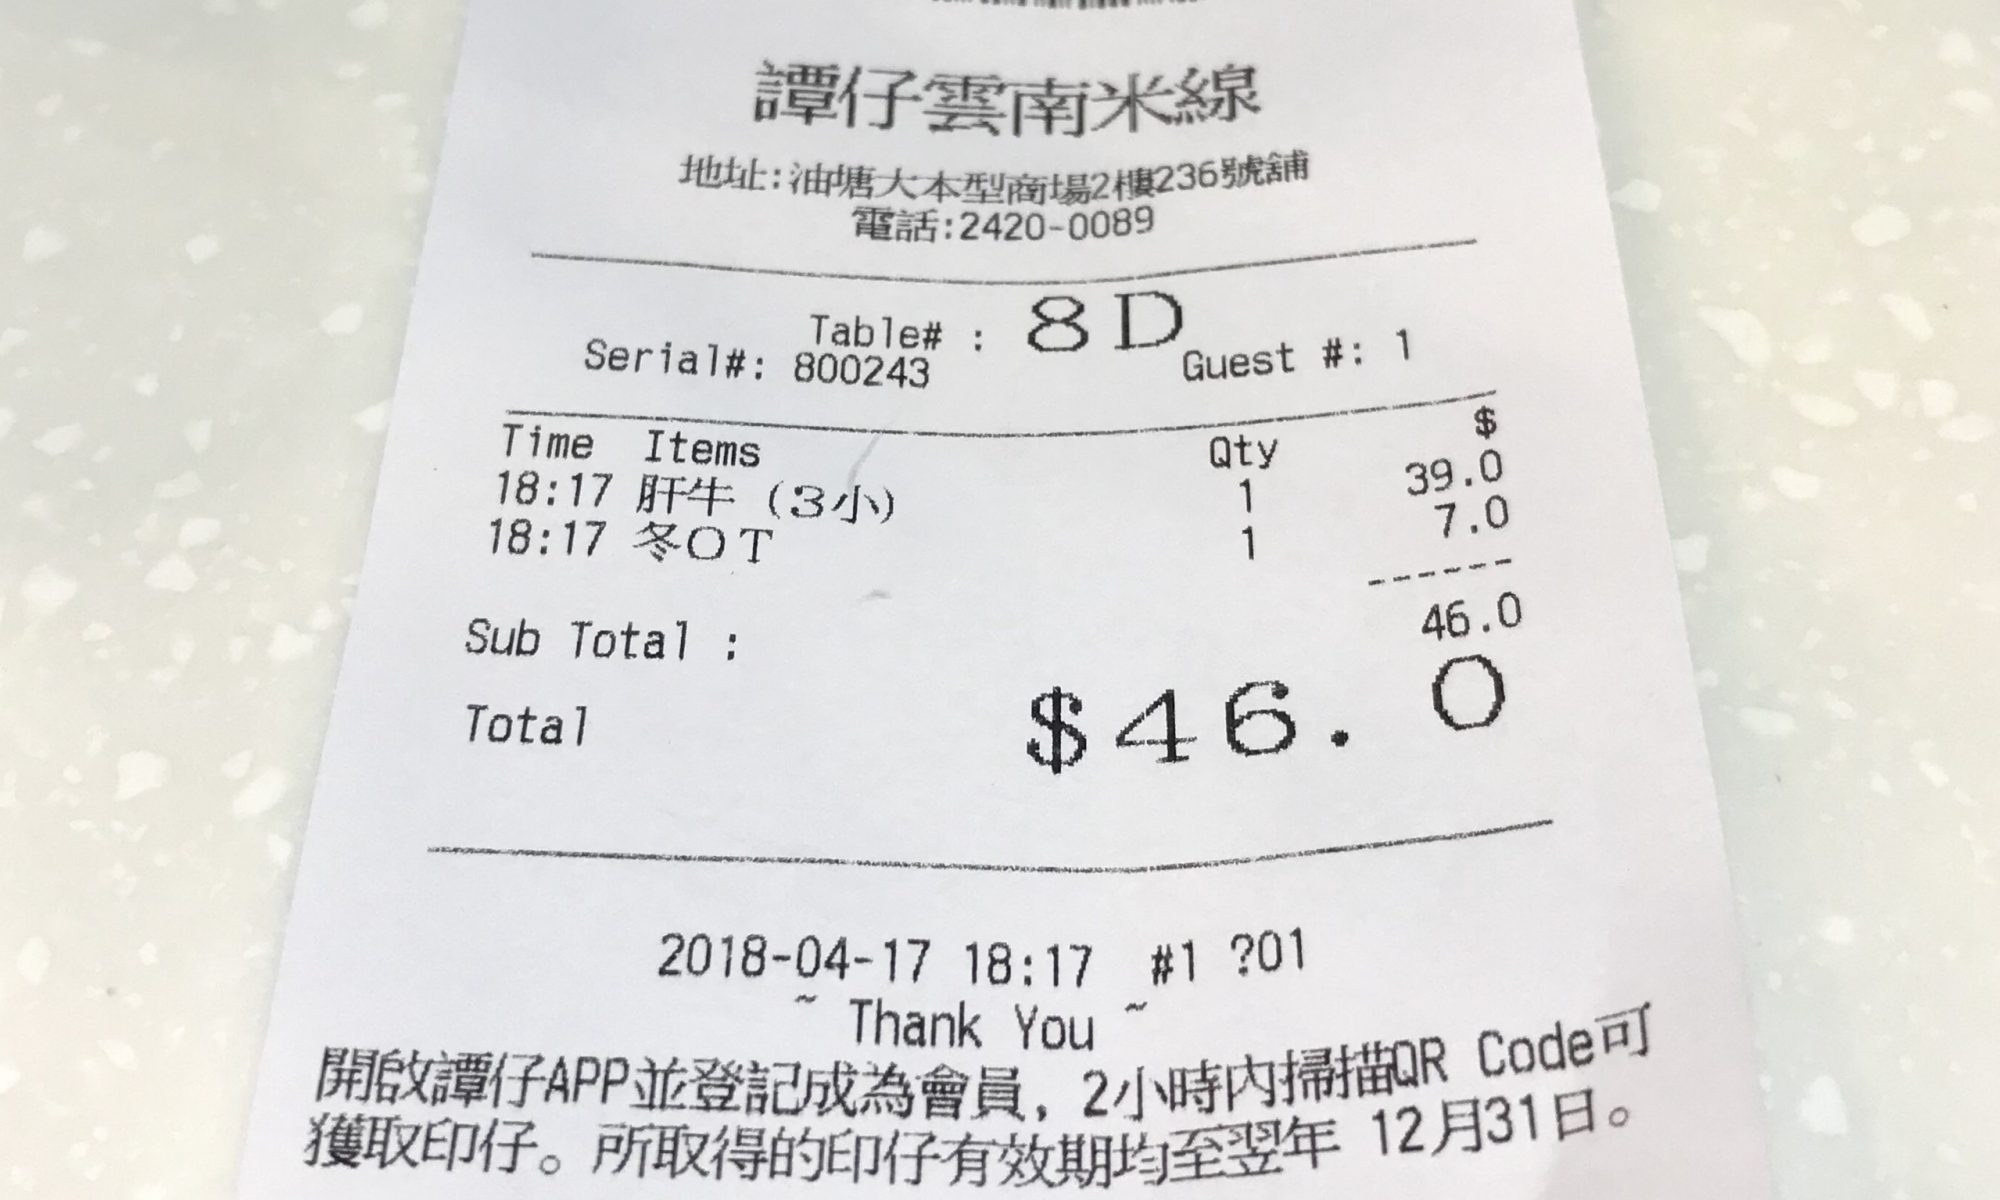 譚仔雲南米線
地址:油塘大本型商場2樓236號舖
電話:2420-0089
Table# : 8D
Serial#: 800243 Guest #: 1
$
Time Items Qty
18:17 肝牛 (3小) 1 39.0
18:17 冬OT 1 7.0
------
Sub Total : 46.0
Total $46.0
2018-04-17 18:17 #1 ?01
~ Thank You ~
開啟譚仔APP並登記成為會員, 2小時內掃描QR Code可
獲取印仔。所取得的印仔有效期均至翌年 12月31日。